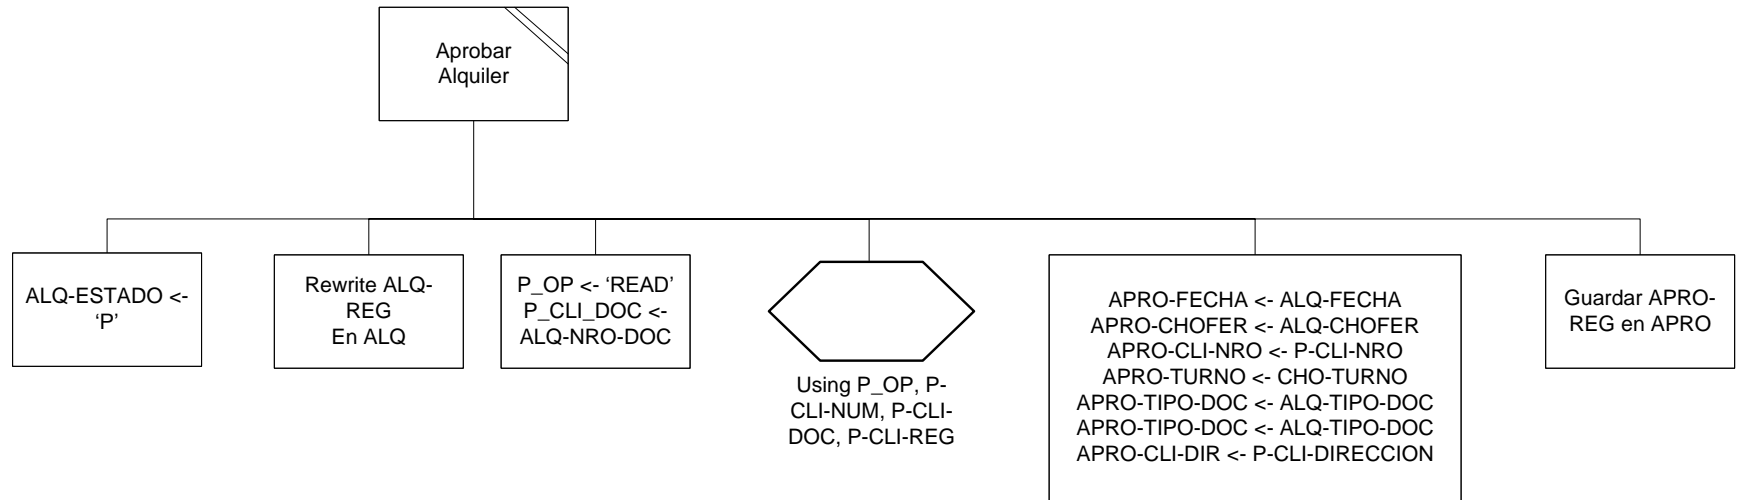 Aprobar
Alquiler
ALQ-ESTADO <-
‘P’
Rewrite ALQ-
REG
En ALQ
P_OP <- ‘READ’
P_CLI_DOC <-
ALQ-NRO-DOC
Using P_OP, P-
CLI-NUM, P-CLI-
DOC, P-CLI-REG
APRO-FECHA <- ALQ-FECHA
APRO-CHOFER <- ALQ-CHOFER
APRO-CLI-NRO <- P-CLI-NRO
APRO-TURNO <- CHO-TURNO
APRO-TIPO-DOC <- ALQ-TIPO-DOC
APRO-TIPO-DOC <- ALQ-TIPO-DOC
APRO-CLI-DIR <- P-CLI-DIRECCION
Guardar APRO-
REG en APRO